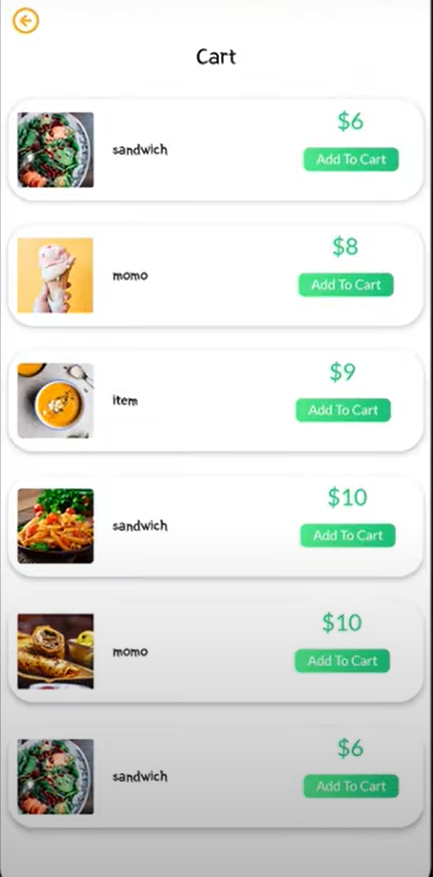 Cart
$6
sandwich
Add To Cart
$8
momo
Add To Cart
$9
item
Add To Cart
$10
sandwich
Add To Cart
$10
momo
Add To Cart
$6
sandwich
Add To Cart